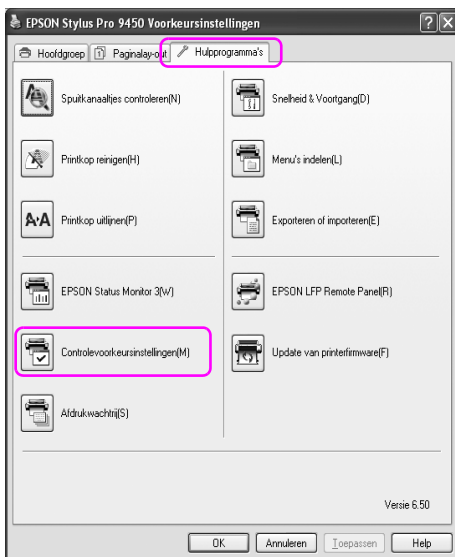 EPSON Stylus Pro 9450 Voorkeursinstellingen
Hoofdgroep Paginalay-out Hulpprogramma's
Spuitkanaaltjes controleren(N)
Snelheid & Voortgang(D)
Printkop reinigen(H)
Menu's indelen(L)
A›A Printkop uitlijnen(P)
Exporteren of importeren(E)
EPSON Status Monitor 3(W)
EPSON LFP Remote Panel(R)
Controlevoorkeursinstellingen(M)
Update van printerfirmware(F)
Afdrukwachtrij(S)
Versie 6.50
OK Annuleren Toepassen Help